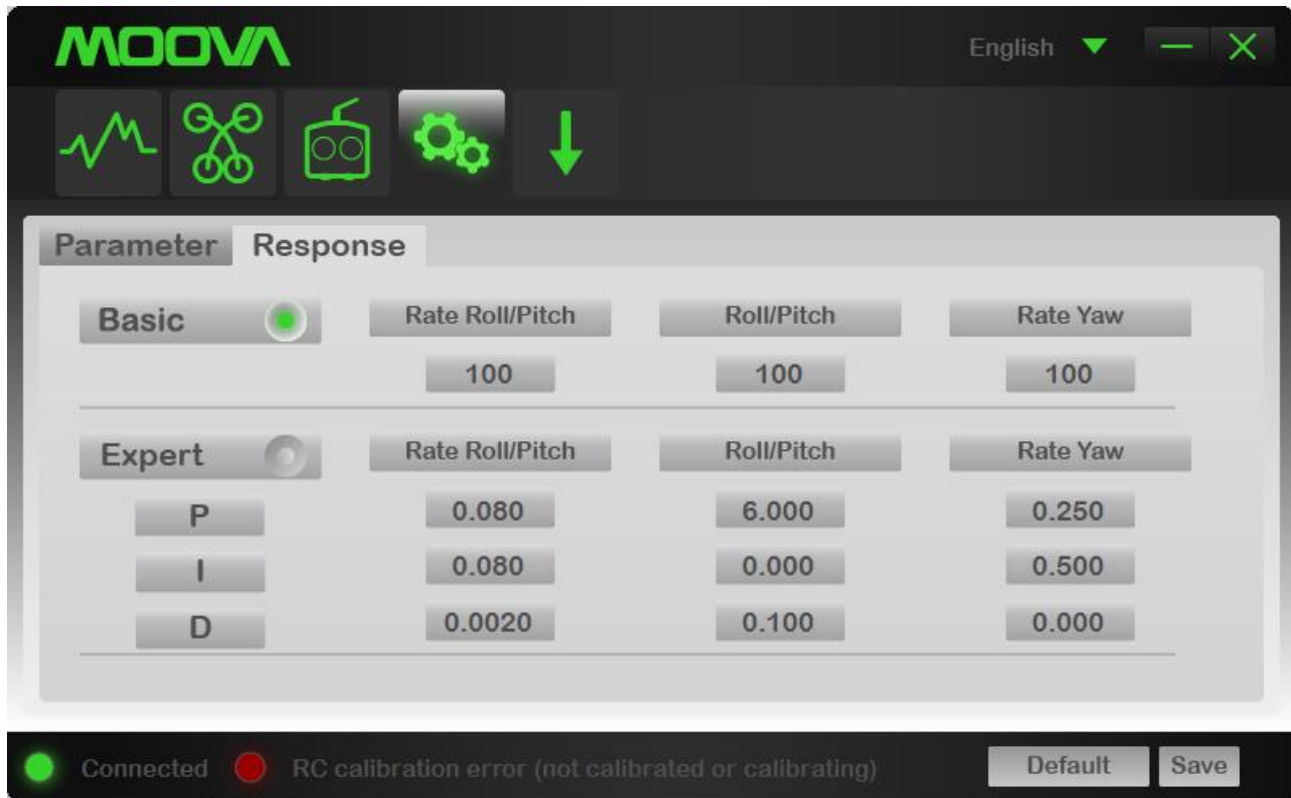 MOOVA
English
Parameter Response
Basic Rate Roll/Pitch Roll/Pitch Rate Yaw
100 100 100
Expert Rate Roll/Pitch Roll/Pitch Rate Yaw
P 0.080 6.000 0.250
I 0.080 0.000 0.500
D 0.0020 0.100 0.000
Connected RC calibration error (not calibrated or calibrating) Default Save